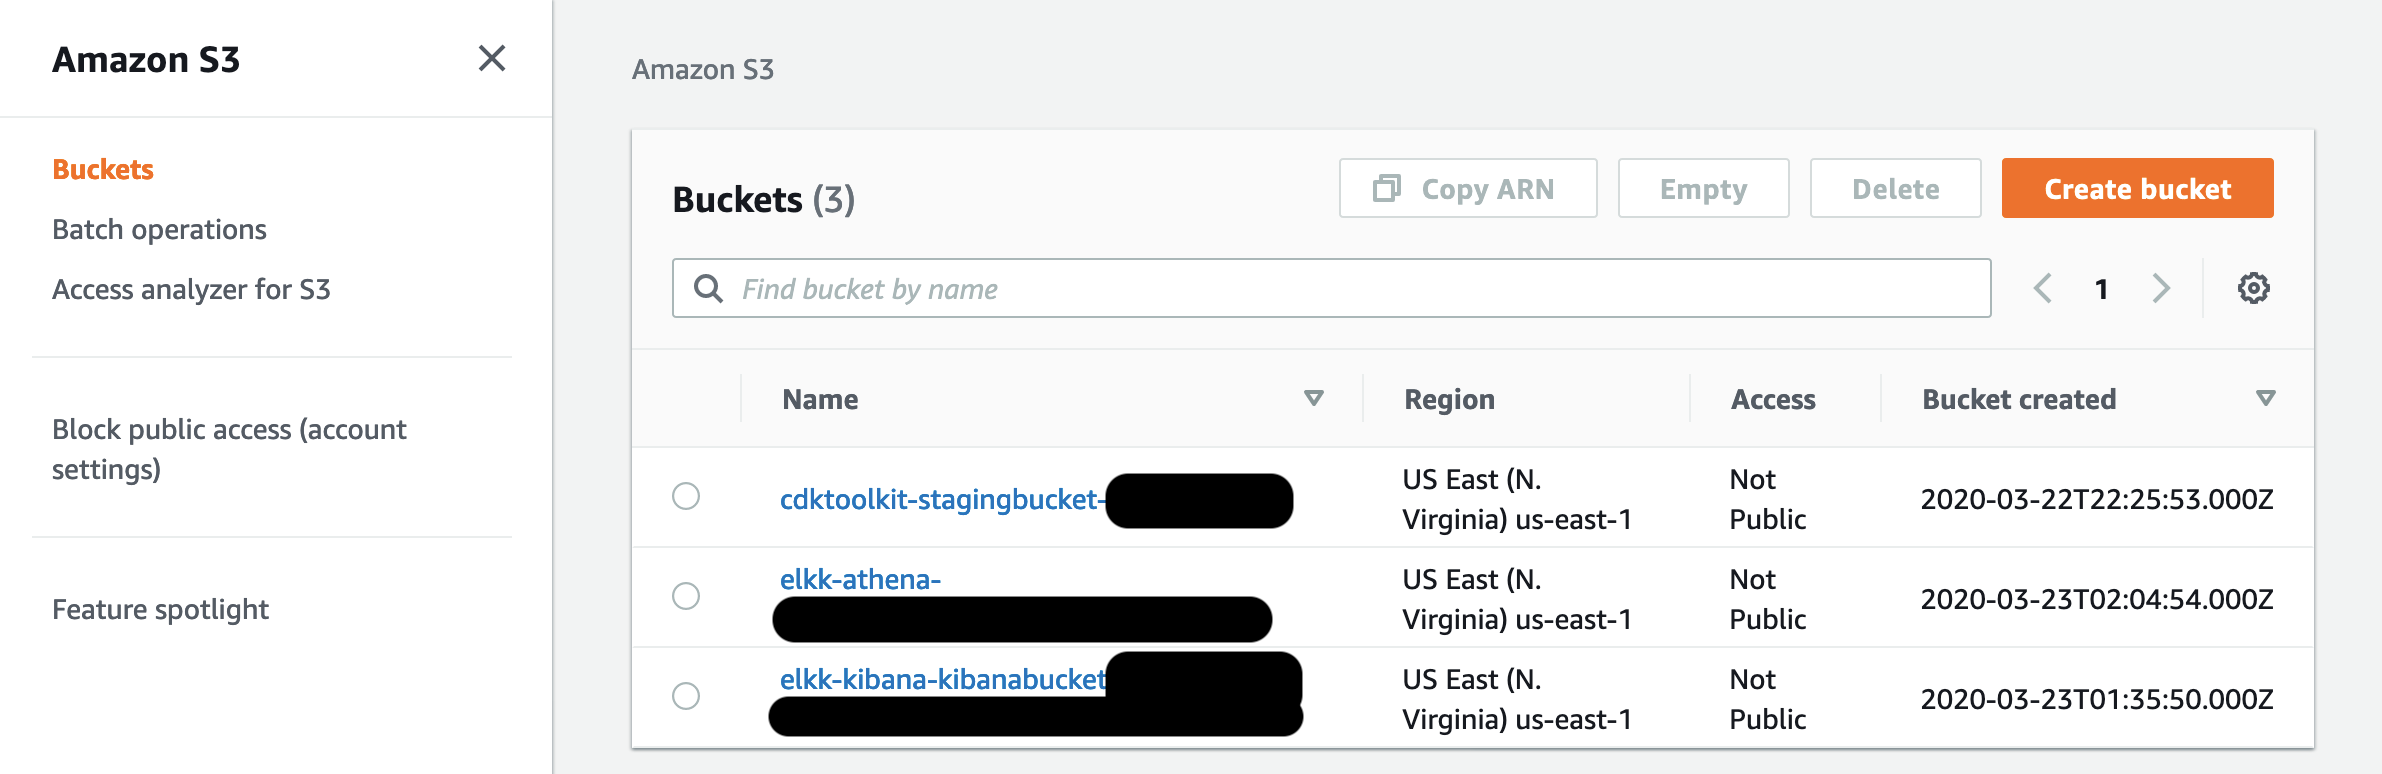 Amazon S3
Buckets
Batch operations
Access analyzer for S3
Block public access (account
settings)
Feature spotlight
Amazon S3
Buckets (3)
Copy ARN
Empty
Delete
Create bucket
Find bucket by name
1
Name
Region
Access
Bucket created
cdktoolkit-stagingbucket-
US East (N.
Virginia) us-east-1
Not
Public
2020-03-22T22:25:53.000Z
elkk-athena-
US East (N.
Virginia) us-east-1
Not
Public
2020-03-23T02:04:54.000Z
elkk-kibana-kibanabucket
US East (N.
Virginia) us-east-1
Not
Public
2020-03-23T01:35:50.000Z